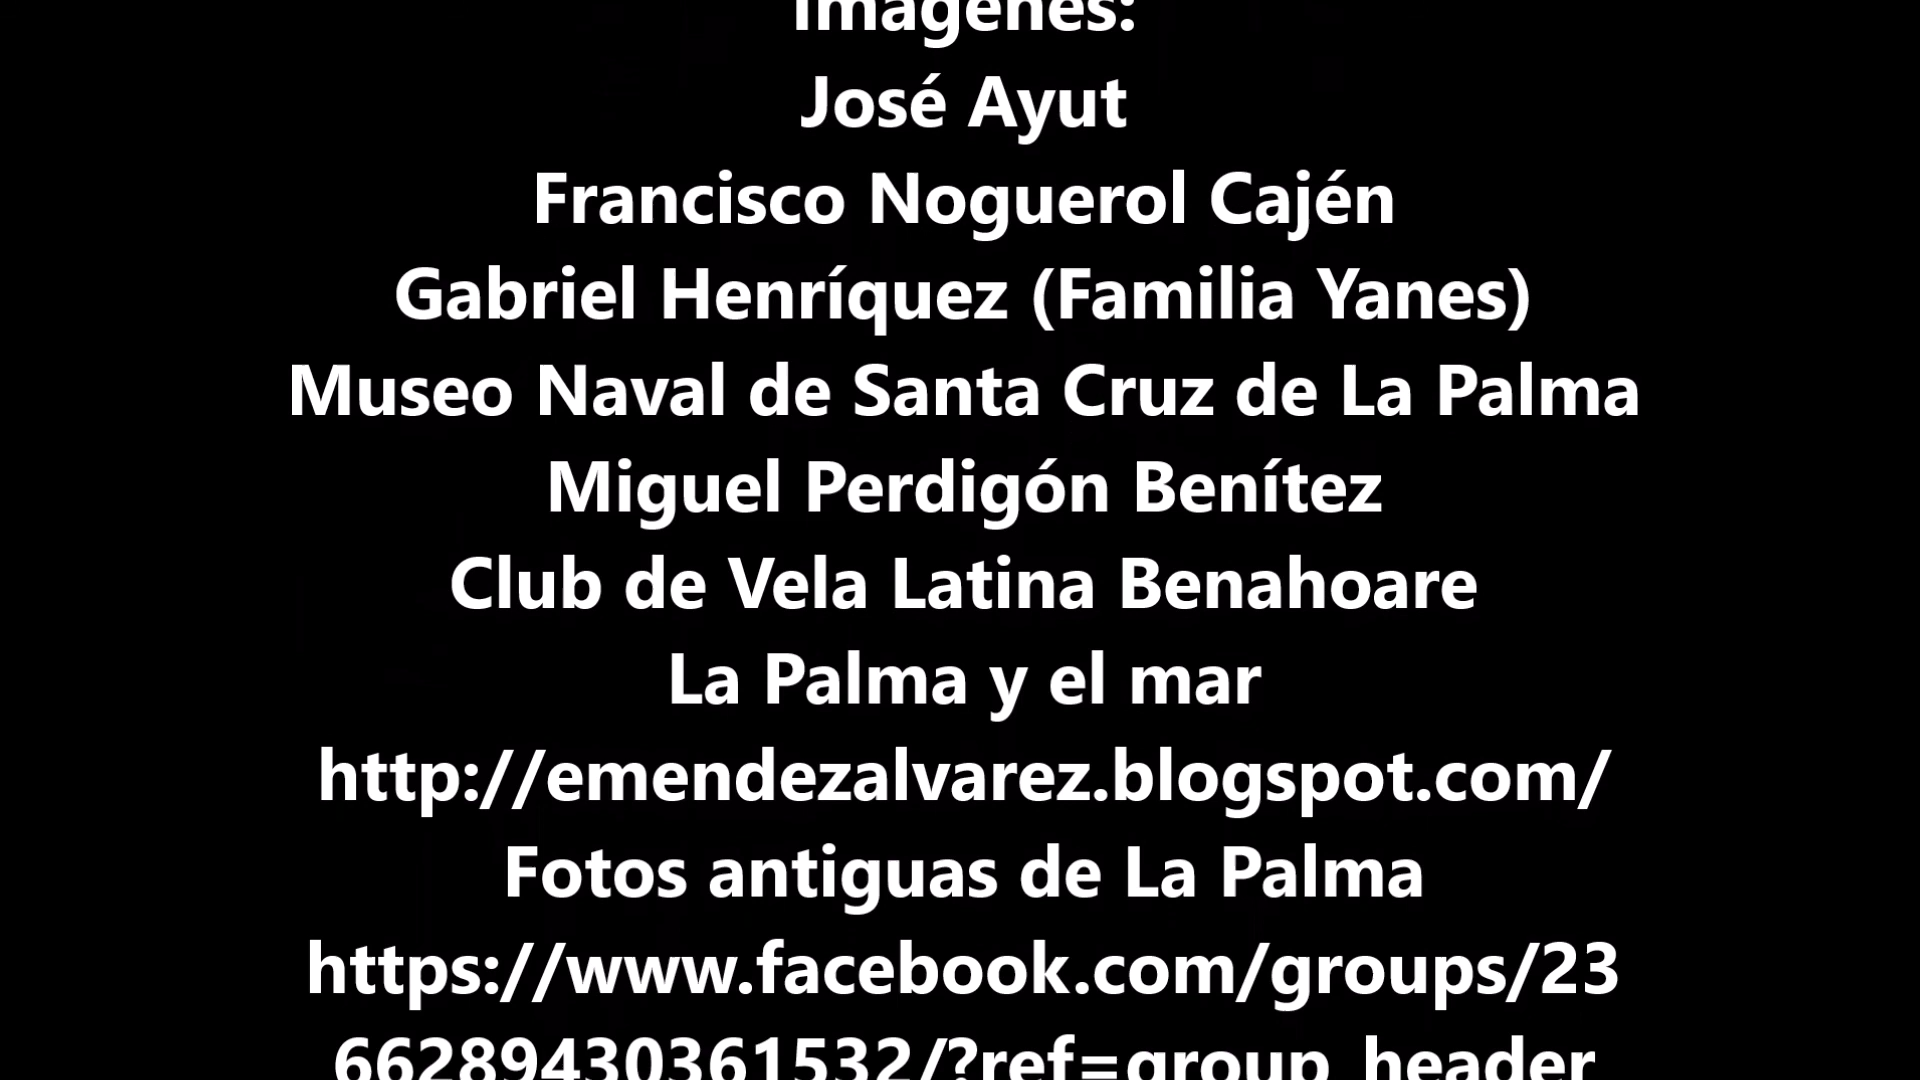 Imágenes:
José Ayut
Francisco Noguerol Cajén
Gabriel Henríquez (Familia Yanes)
Museo Naval de Santa Cruz de La Palma
Miguel Perdigón Benítez
Club de Vela Latina Benahoare
La Palma y el mar
http://emendezalvarez.blogspot.com/
Fotos antiguas de La Palma
https://www.facebook.com/groups/23
66289430361532/?ref=group_header